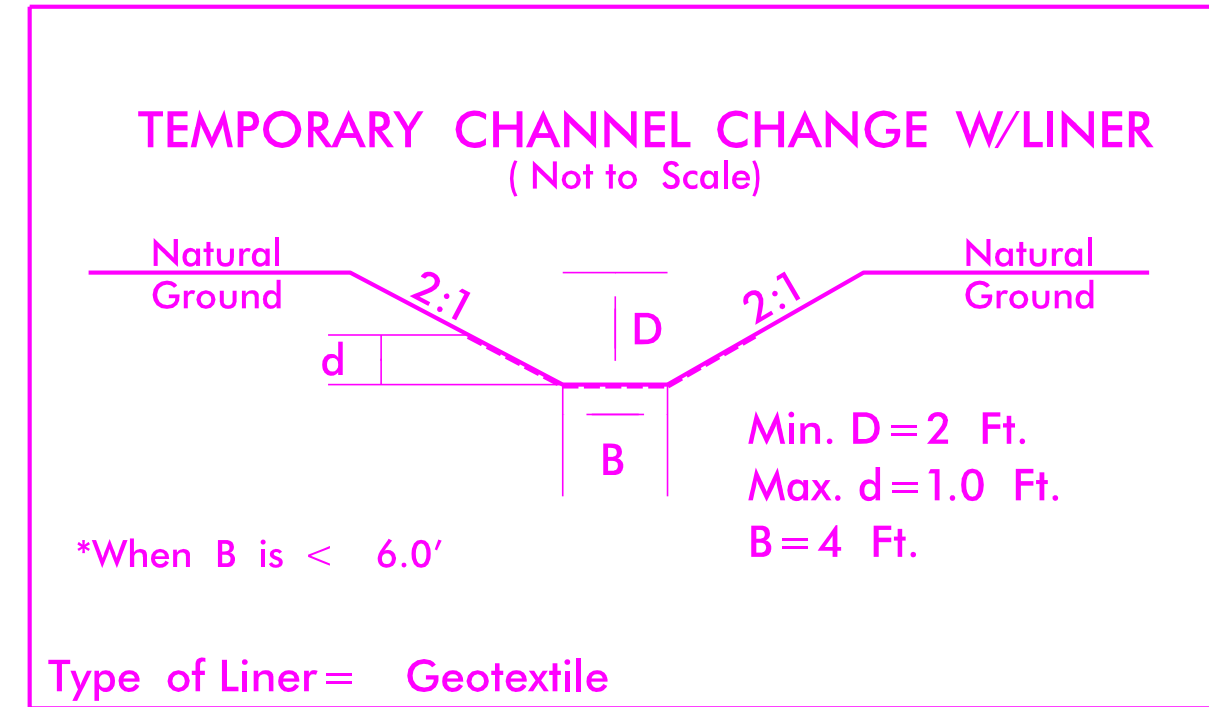 TEMPORARY CHANNEL CHANGE W/LINER
( Not to Scale)
Natural
Ground
2:1
2:1
Natural
Ground
D
d
B
Min. D=2 Ft.
Max. d=1.0 Ft.
B=4 Ft.
*When B is < 6.0'
Type of Liner= Geotextile